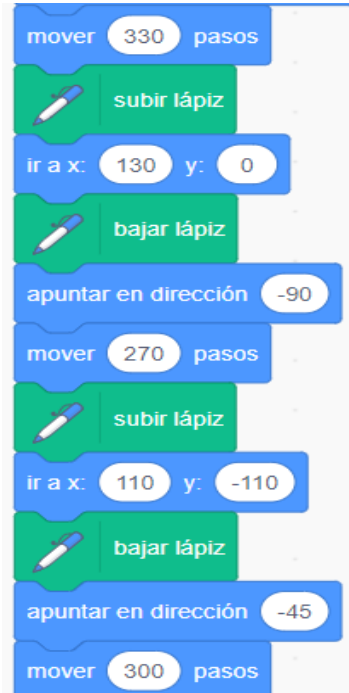 mover 330 pasos
subir lápiz
ir a x: 130 y: 0
bajar lápiz
apuntar en dirección -90
mover 270 pasos
subir lápiz
ir a x: 110 y: -110
bajar lápiz
apuntar en dirección -45
mover 300 pasos